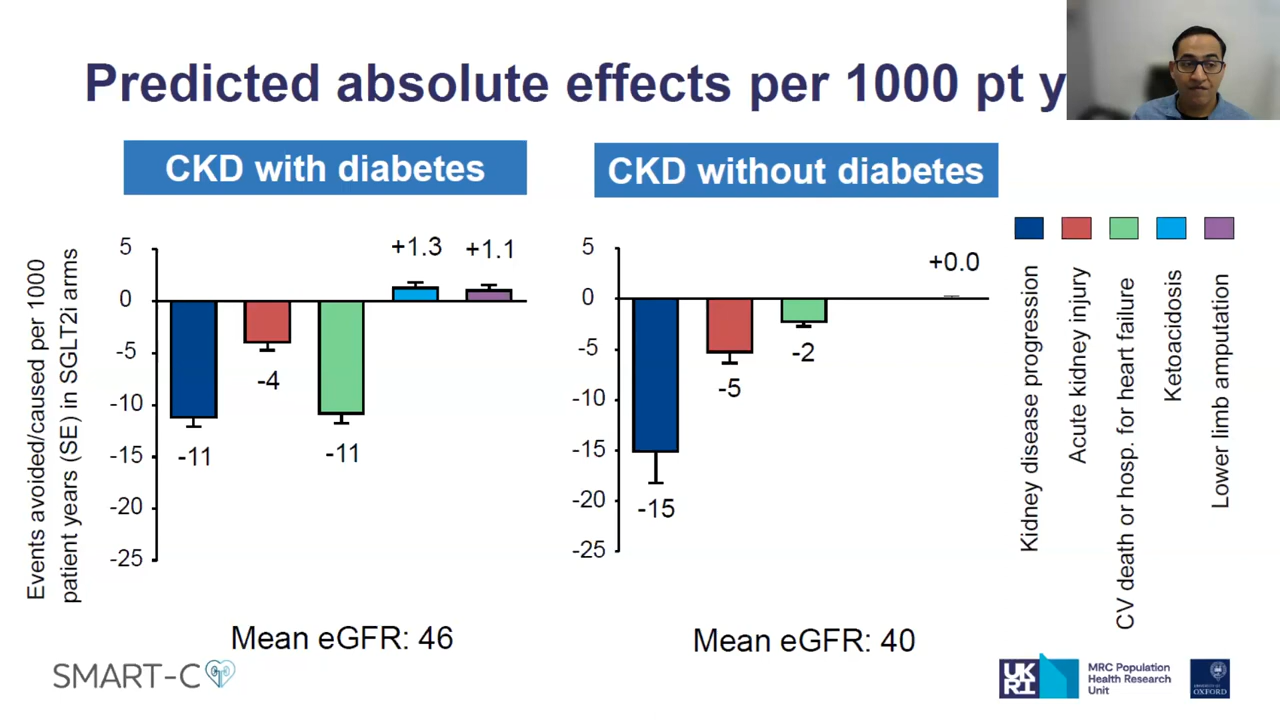 Predicted absolute effects per 1000 pt y
CKD with diabetes
CKD without diabetes
Events avoided/caused per 1000
patient years (SE) in SGLT2i arms
5
0
-5
-10
-15
-20
-25
-11
-4
-11
+1.3
+1.1
Mean eGFR: 46
5
0
-5
-10
-15
-20
-25
-15
-5
-2
+0.0
Mean eGFR: 40
Kidney disease progression
Acute kidney injury
CV death or hosp. for heart failure
Ketoacidosis
Lower limb amputation
SMART-C
UKRI
MRC Population
Health Research
Unit
UNIVERSITY OF
OXFORD